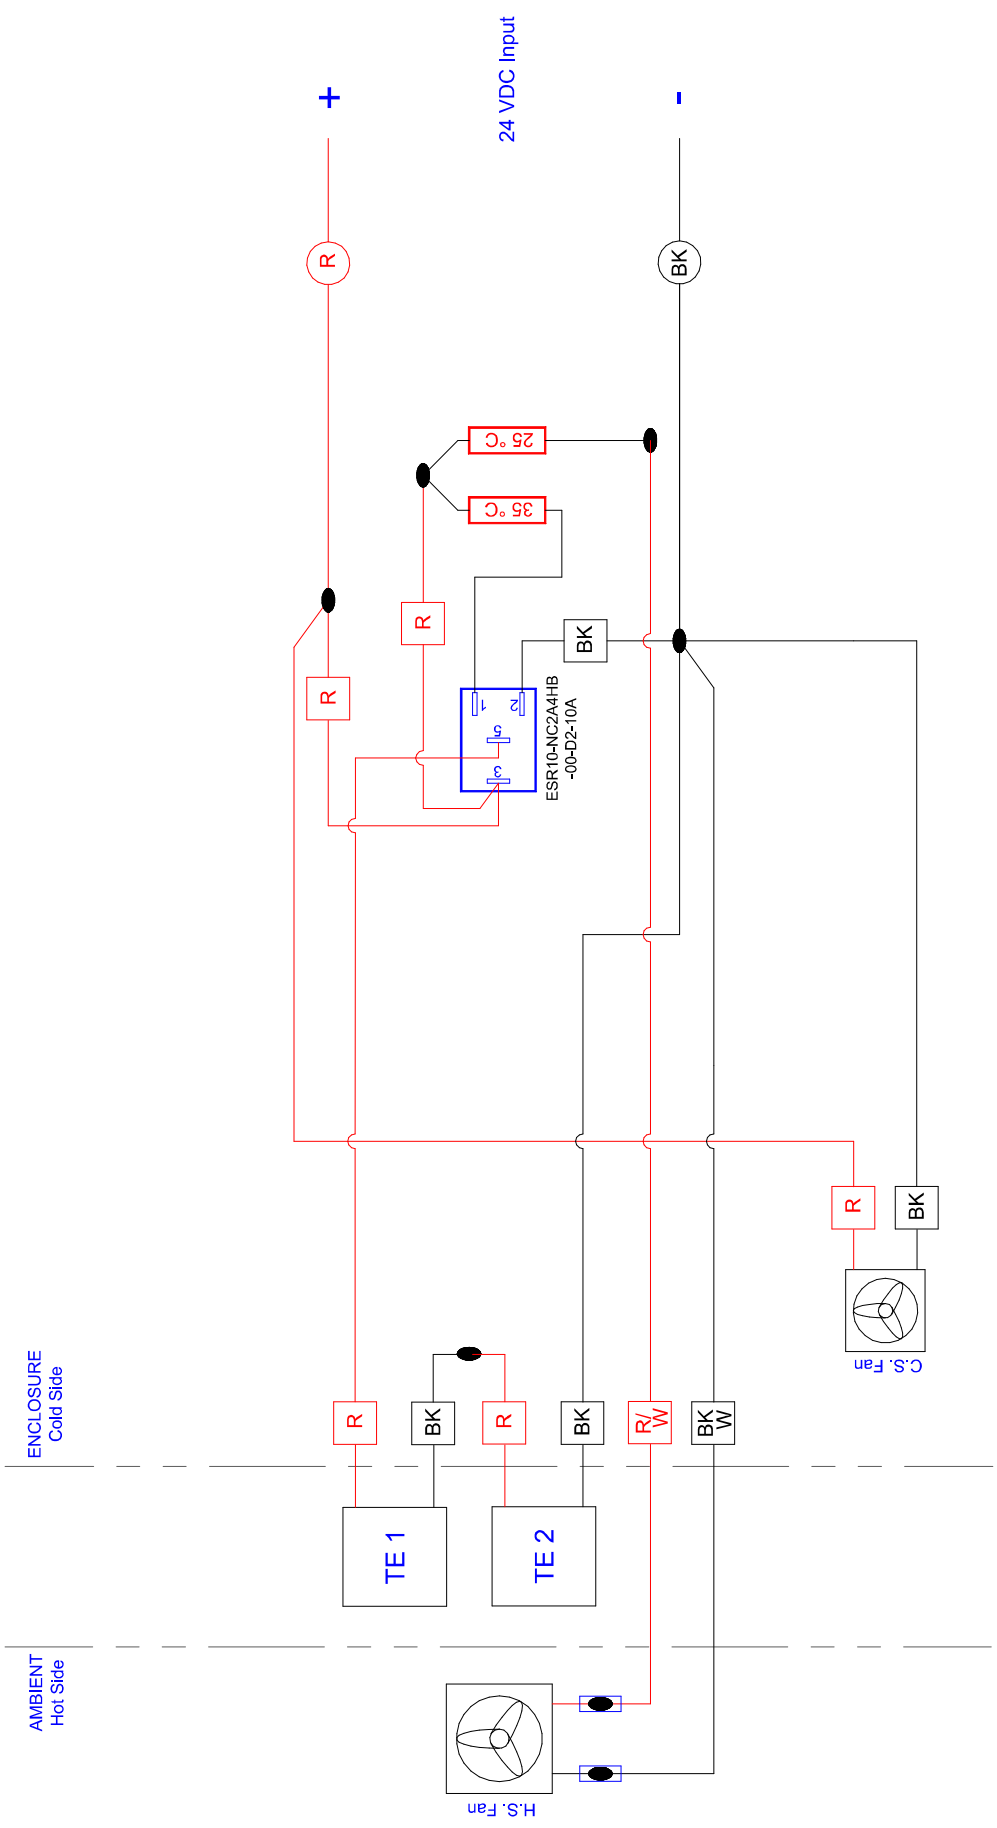 24 VDC Input
+
-
R
BK
25 °C
35 °C
R
R
BK
1
2
5
3
ESR10-NC2A4HB
-00-D2-10A
R
BK
C.S. Fan
ENCLOSURE
Cold Side
R
BK
R
BK
R/
W
BK
W
TE 1
TE 2
AMBIENT
Hot Side
H.S. Fan